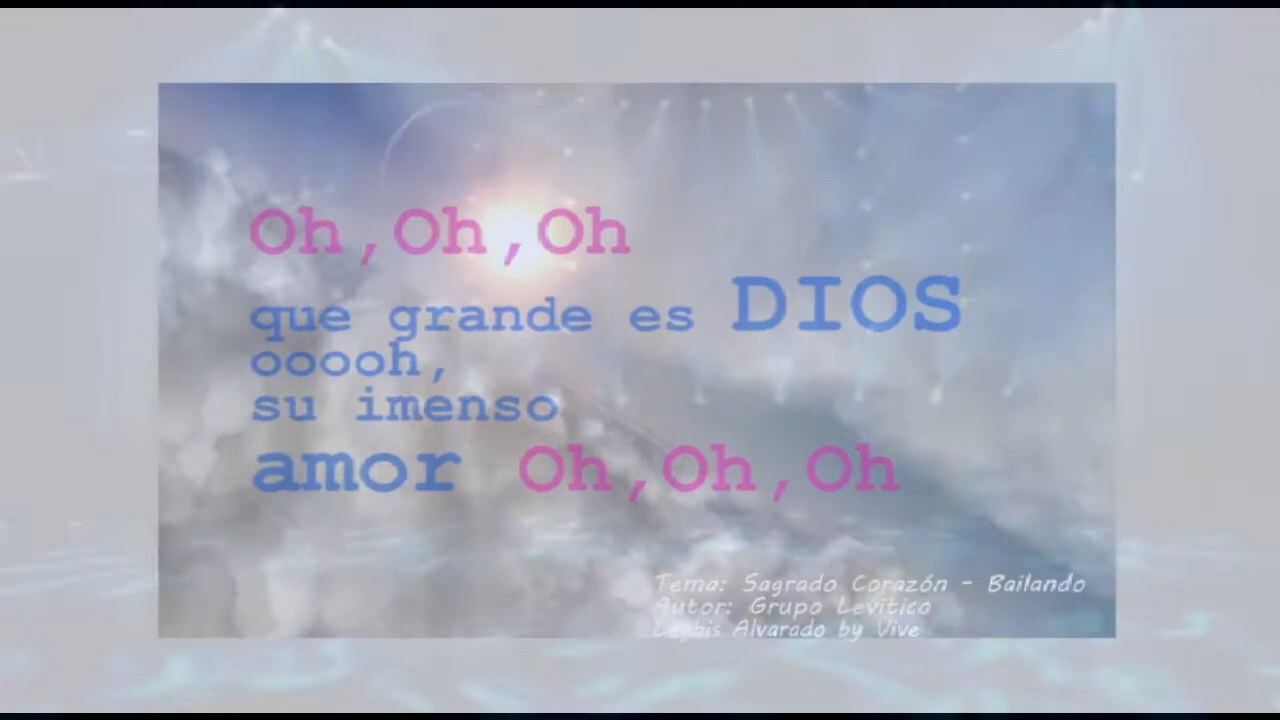 Oh,Oh,Oh
que grande es DIOS
ooooh,
su imenso
amor Oh,Oh,Oh
Tema: Sagrado Corazón - Bailando
Autor: Grupo Levítico
Leybis Alvarado by Vive